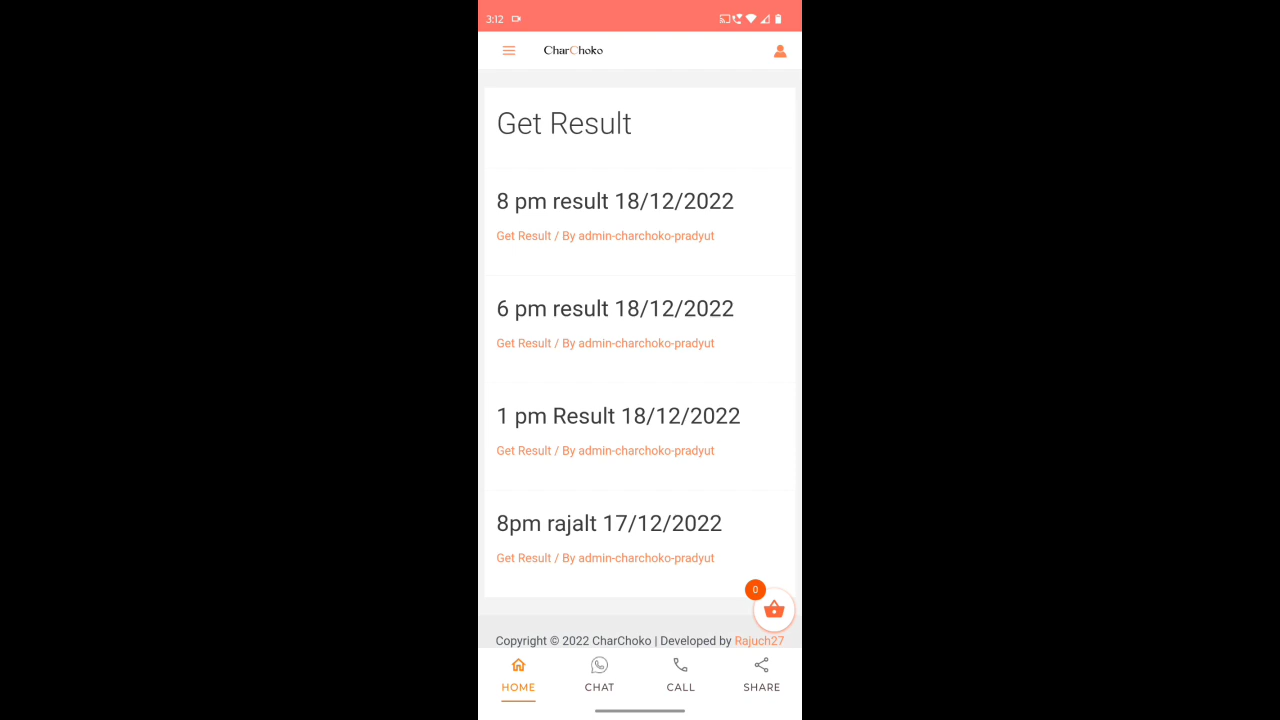 3:12
CharChoko
Get Result
8 pm result 18/12/2022
Get Result / By admin-charchoko-pradyut
6 pm result 18/12/2022
Get Result / By admin-charchoko-pradyut
1 pm Result 18/12/2022
Get Result / By admin-charchoko-pradyut
8pm rajalt 17/12/2022
Get Result / By admin-charchoko-pradyut
0
Copyright © 2022 CharChoko | Developed by Rajuch27
HOME CHAT CALL SHARE